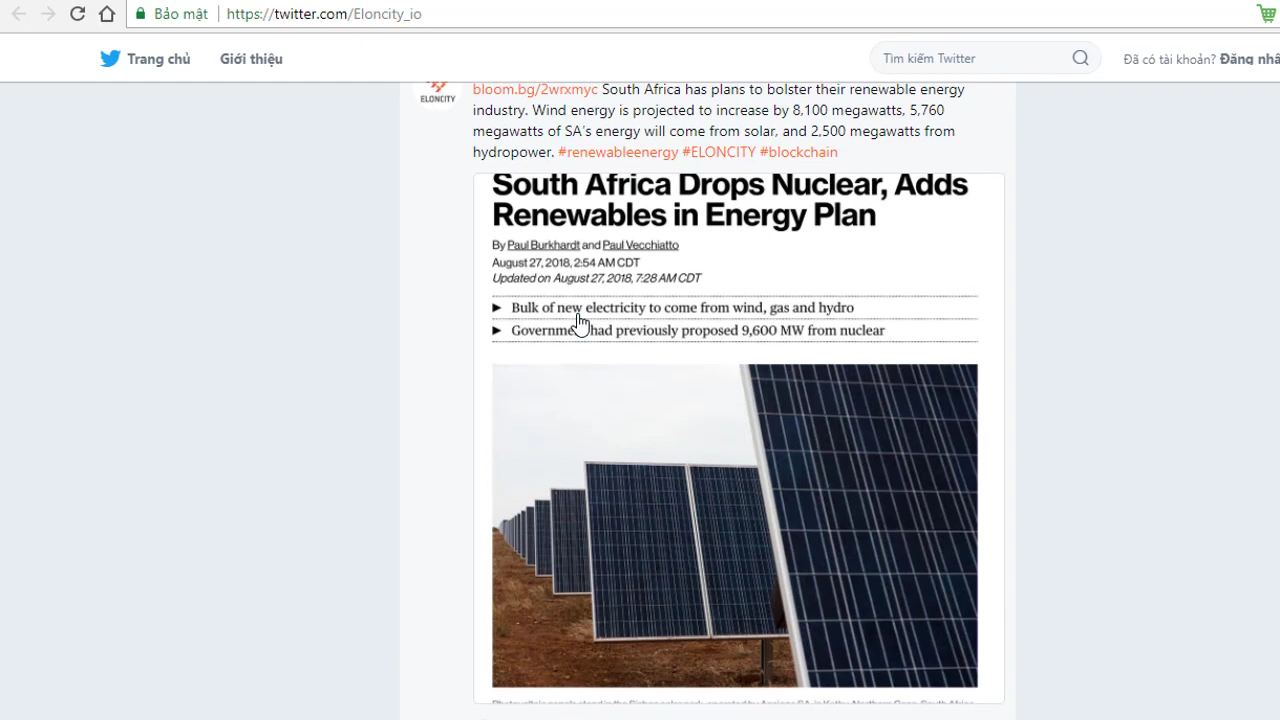 Bảo mật
https://twitter.com/Eloncity_io
Trang chủ
Giới thiệu
Tìm kiếm Twitter
Đã có tài khoản? Đăng nhậ
ELONCITY
bloom.bg/2wrxmyc South Africa has plans to bolster their renewable energy
industry. Wind energy is projected to increase by 8,100 megawatts, 5,760
megawatts of SA's energy will come from solar, and 2,500 megawatts from
hydropower. #renewableenergy #ELONCITY #blockchain
South Africa Drops Nuclear, Adds
Renewables in Energy Plan
By Paul Burkhardt and Paul Vecchiatto
August 27, 2018, 2:54 AM CDT
Updated on August 27, 2018, 7:28 AM CDT
Bulk of new electricity to come from wind, gas and hydro
Governme had previously proposed 9,600 MW from nuclear